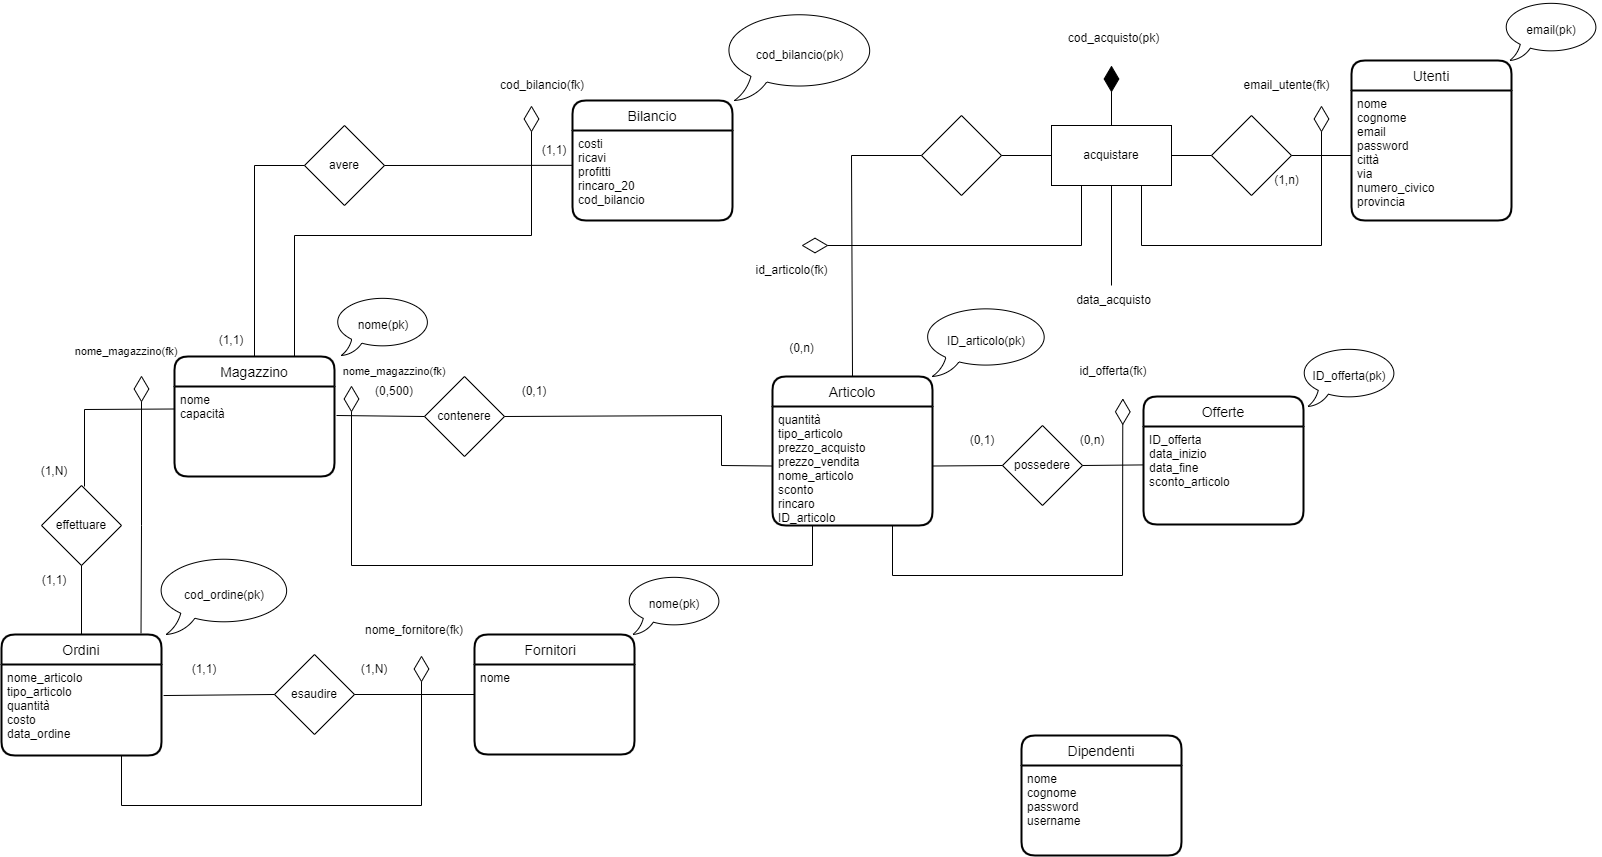 cod_bilancio(pk)
cod_bilancio(fk)
Bilancio
costi
ricavi
profitti
rincaro_20
cod_bilancio
(1,1)
avere
(1,1)
cod_acquisto(pk)
email(pk)
email_utente(fk)
Utenti
nome
cognome
email
password
città
via
numero_civico
provincia
acquistare
(1,n)
id_articolo(fk)
data_acquisto
nome(pk)
nome_magazzino(fk)
Magazzino
nome
capacità
nome_magazzino(fk)
(0,500)
contenere
(0,1)
(0,n)
ID_articolo(pk)
Articolo
quantità
tipo_articolo
prezzo_acquisto
prezzo_vendita
nome_articolo
sconto
rincaro
ID_articolo
(0,1)
possedere
(0,n)
id_offerta(fk)
ID_offerta(pk)
Offerte
ID_offerta
data_inizio
data_fine
sconto_articolo
(1,N)
effettuare
(1,1)
cod_ordine(pk)
Ordini
nome_articolo
tipo_articolo
quantità
costo
data_ordine
(1,1)
esaudire
(1,N)
nome_fornitore(fk)
nome(pk)
Fornitori
nome
Dipendenti
nome
cognome
password
username